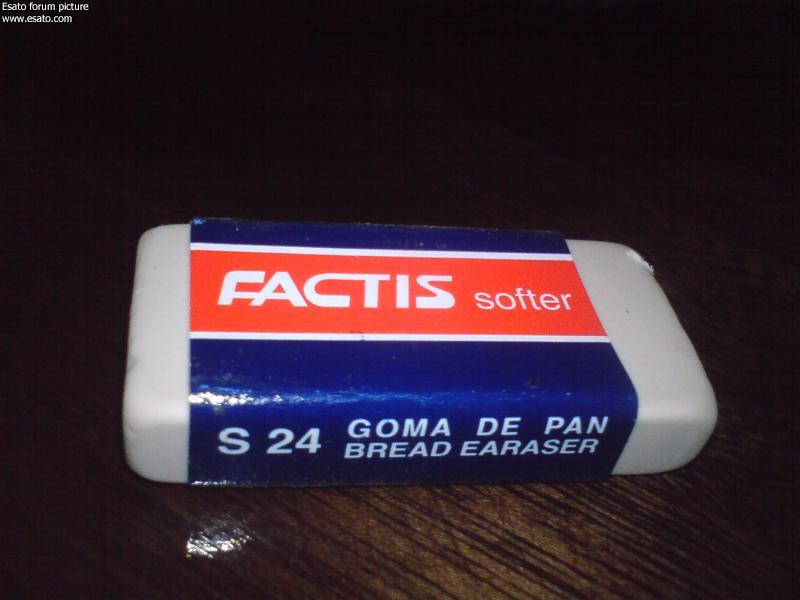 Esato forum picture
www.esato.com
FACTIS softer
S 24 GOMA DE PAN
BREAD EARASER